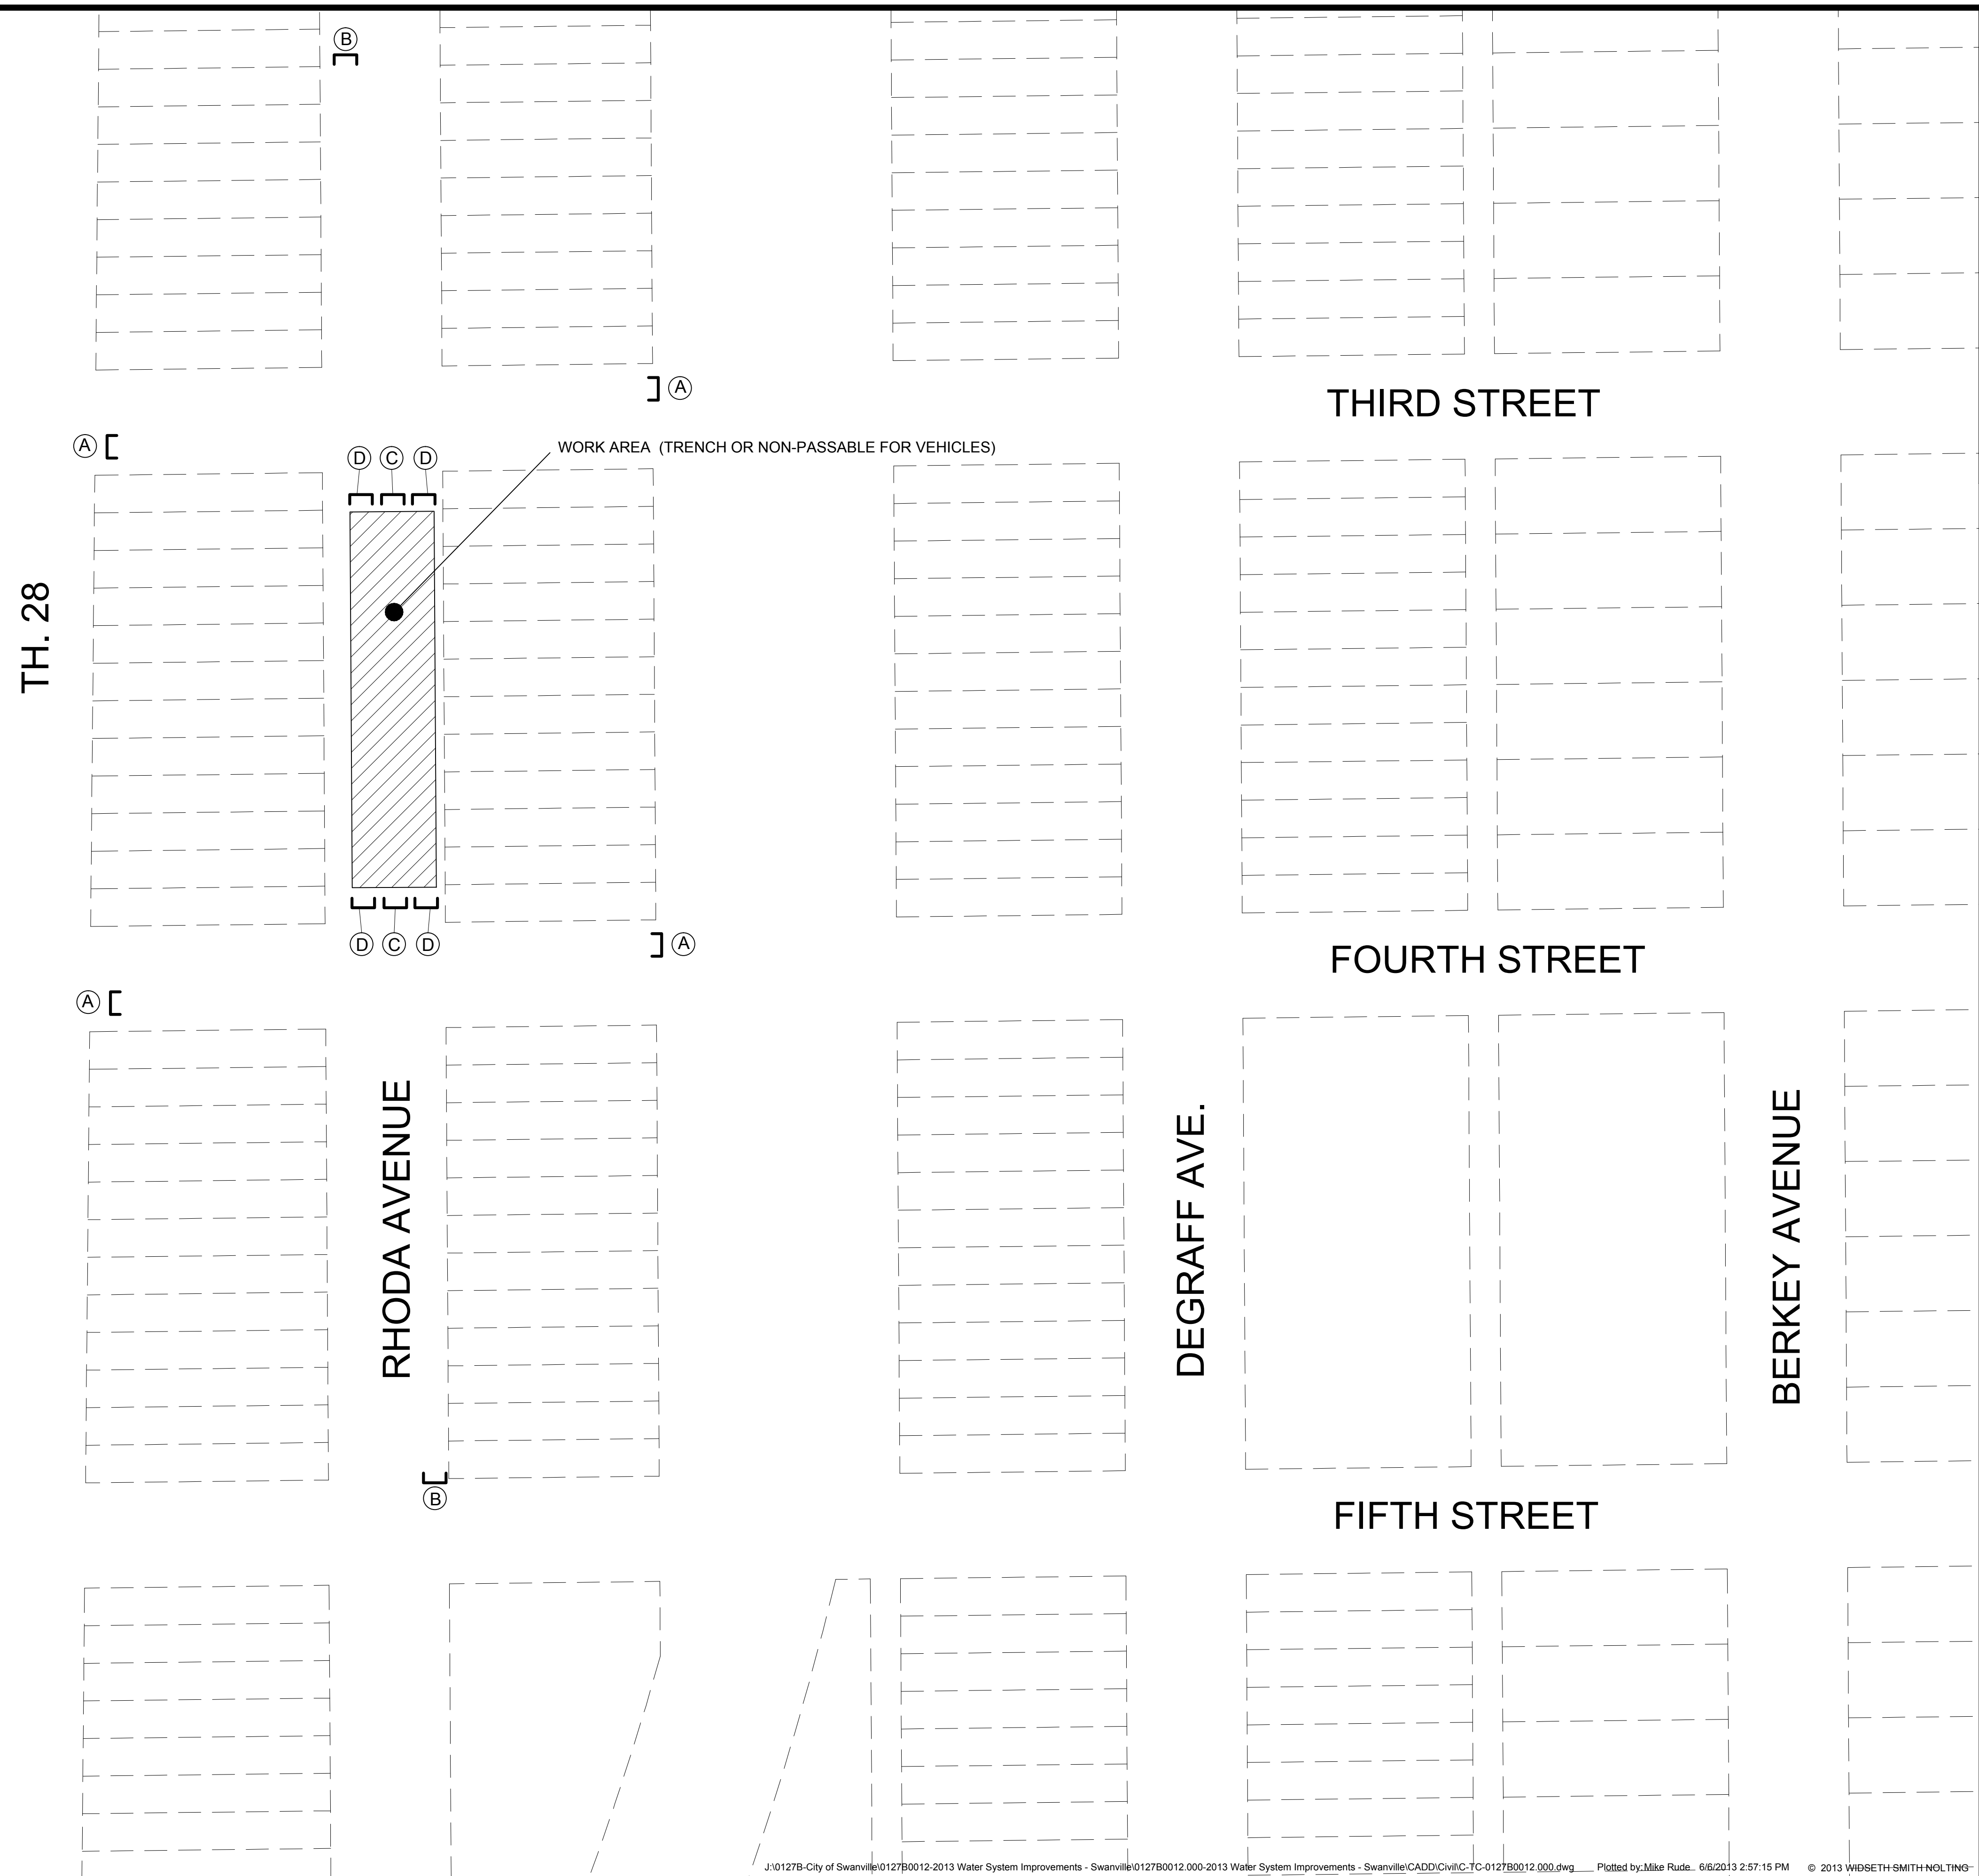 B
A
THIRD STREET
A
WORK AREA (TRENCH OR NON-PASSABLE FOR VEHICLES)
D C D
TH. 28
D C D
A
FOURTH STREET
A
RHODA AVENUE
DEGRAFF AVE.
BERKEY AVENUE
B
FIFTH STREET
J:\0127B-City of Swanville\0127B0012-2013 Water System Improvements - Swanville\0127B0012.000-2013 Water System Improvements - Swanville\CADD\Civil\C-TC-0127B0012.000.dwg Plotted by:Mike Rude 6/6/2013 2:57:15 PM © 2013 WIDSETH SMITH NOLTING